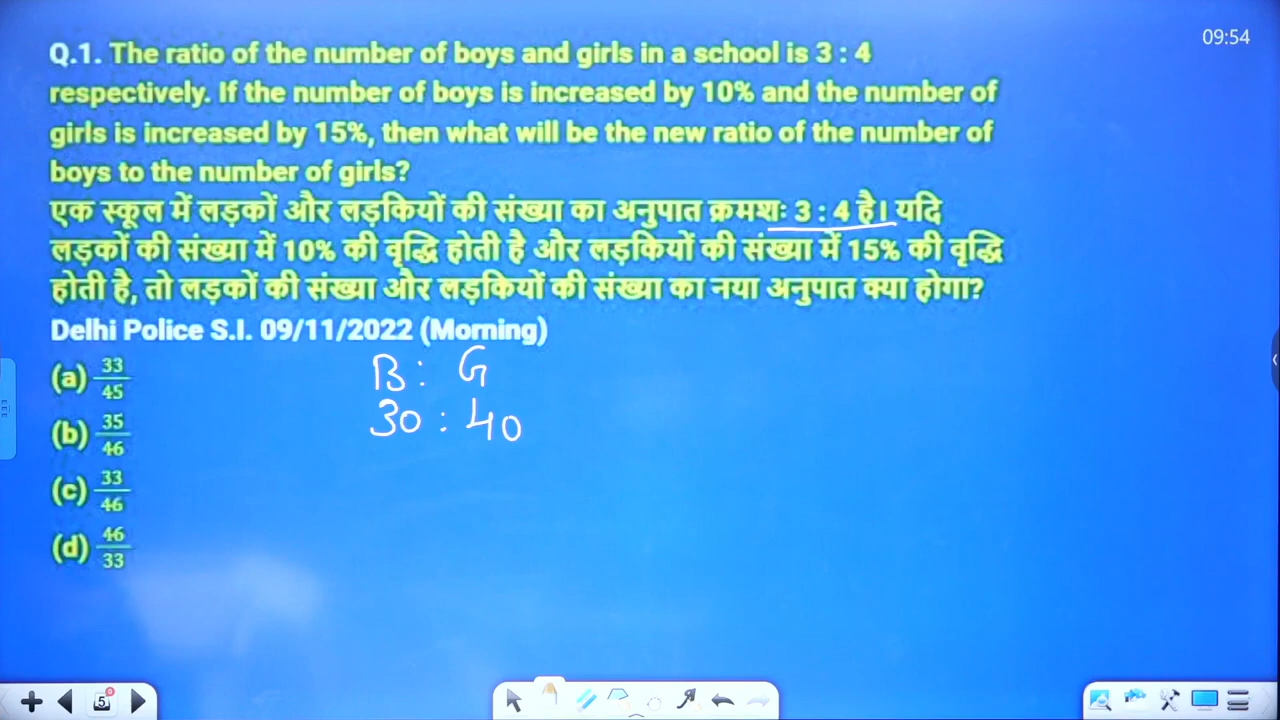 09:54
Q.1. The ratio of the number of boys and girls in a school is 3 : 4
respectively. If the number of boys is increased by 10% and the number of
girls is increased by 15%, then what will be the new ratio of the number of
boys to the number of girls?
एक स्कूल में लड़कों और लड़कियों की संख्या का अनुपात क्रमशः 3 : 4 है। यदि
लड़कों की संख्या में 10% की वृद्धि होती है और लड़कियों की संख्या में 15% की वृद्धि
होती है, तो लड़कों की संख्या और लड़कियों की संख्या का नया अनुपात क्या होगा?
Delhi Police S.I. 09/11/2022 (Morning)
(a) 33/45
(b) 35/46
(c) 33/46
(d) 46/33
B : G
30 : 40
5
0